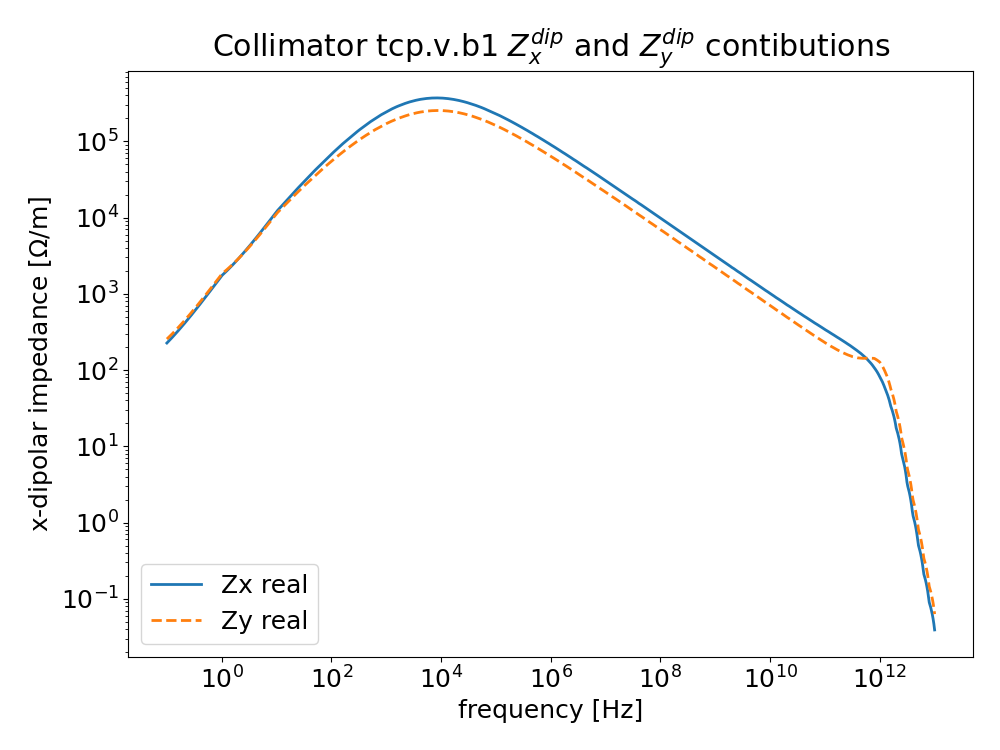 Collimator tcp.v.b1 $Z_x^{dip}$ and $Z_y^{dip}$ contibutions
x-dipolar impedance [Ω/m]
10^5
10^4
10^3
10^2
10^1
10^0
10^{-1}
Zx real
Zy real
10^0 10^2 10^4 10^6 10^8 10^{10} 10^{12}
frequency [Hz]